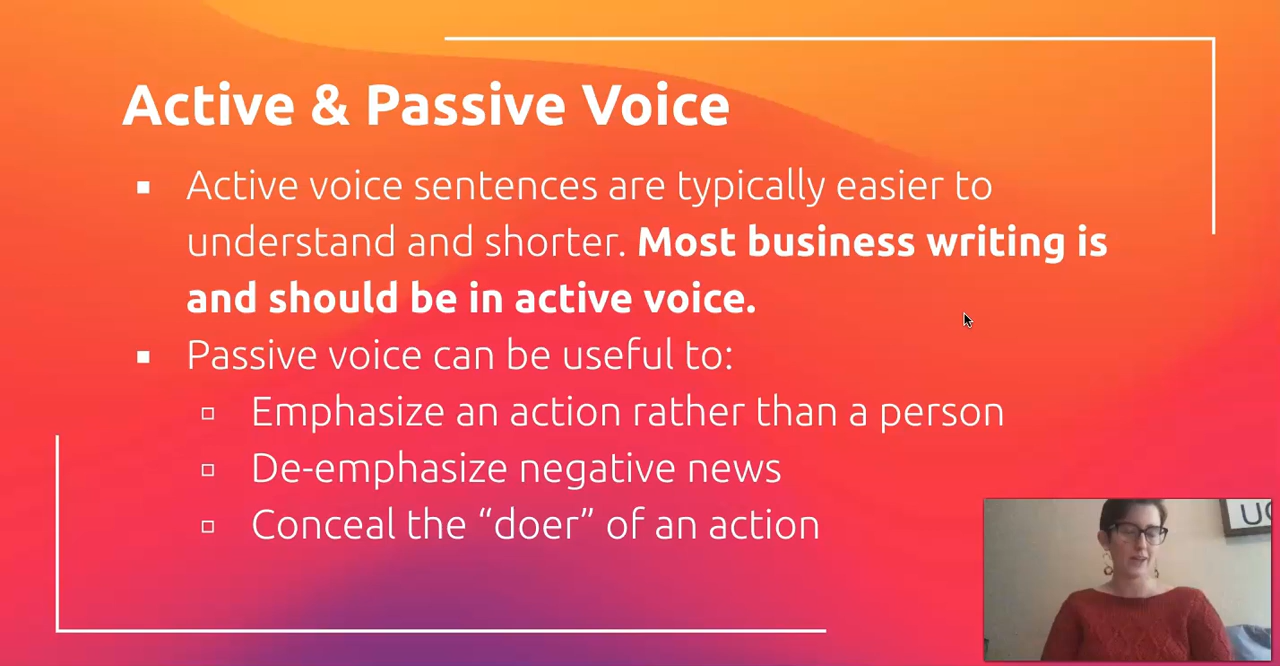 Active & Passive Voice
Active voice sentences are typically easier to
understand and shorter. Most business writing is
and should be in active voice.
Passive voice can be useful to:
Emphasize an action rather than a person
De-emphasize negative news
Conceal the “doer” of an action